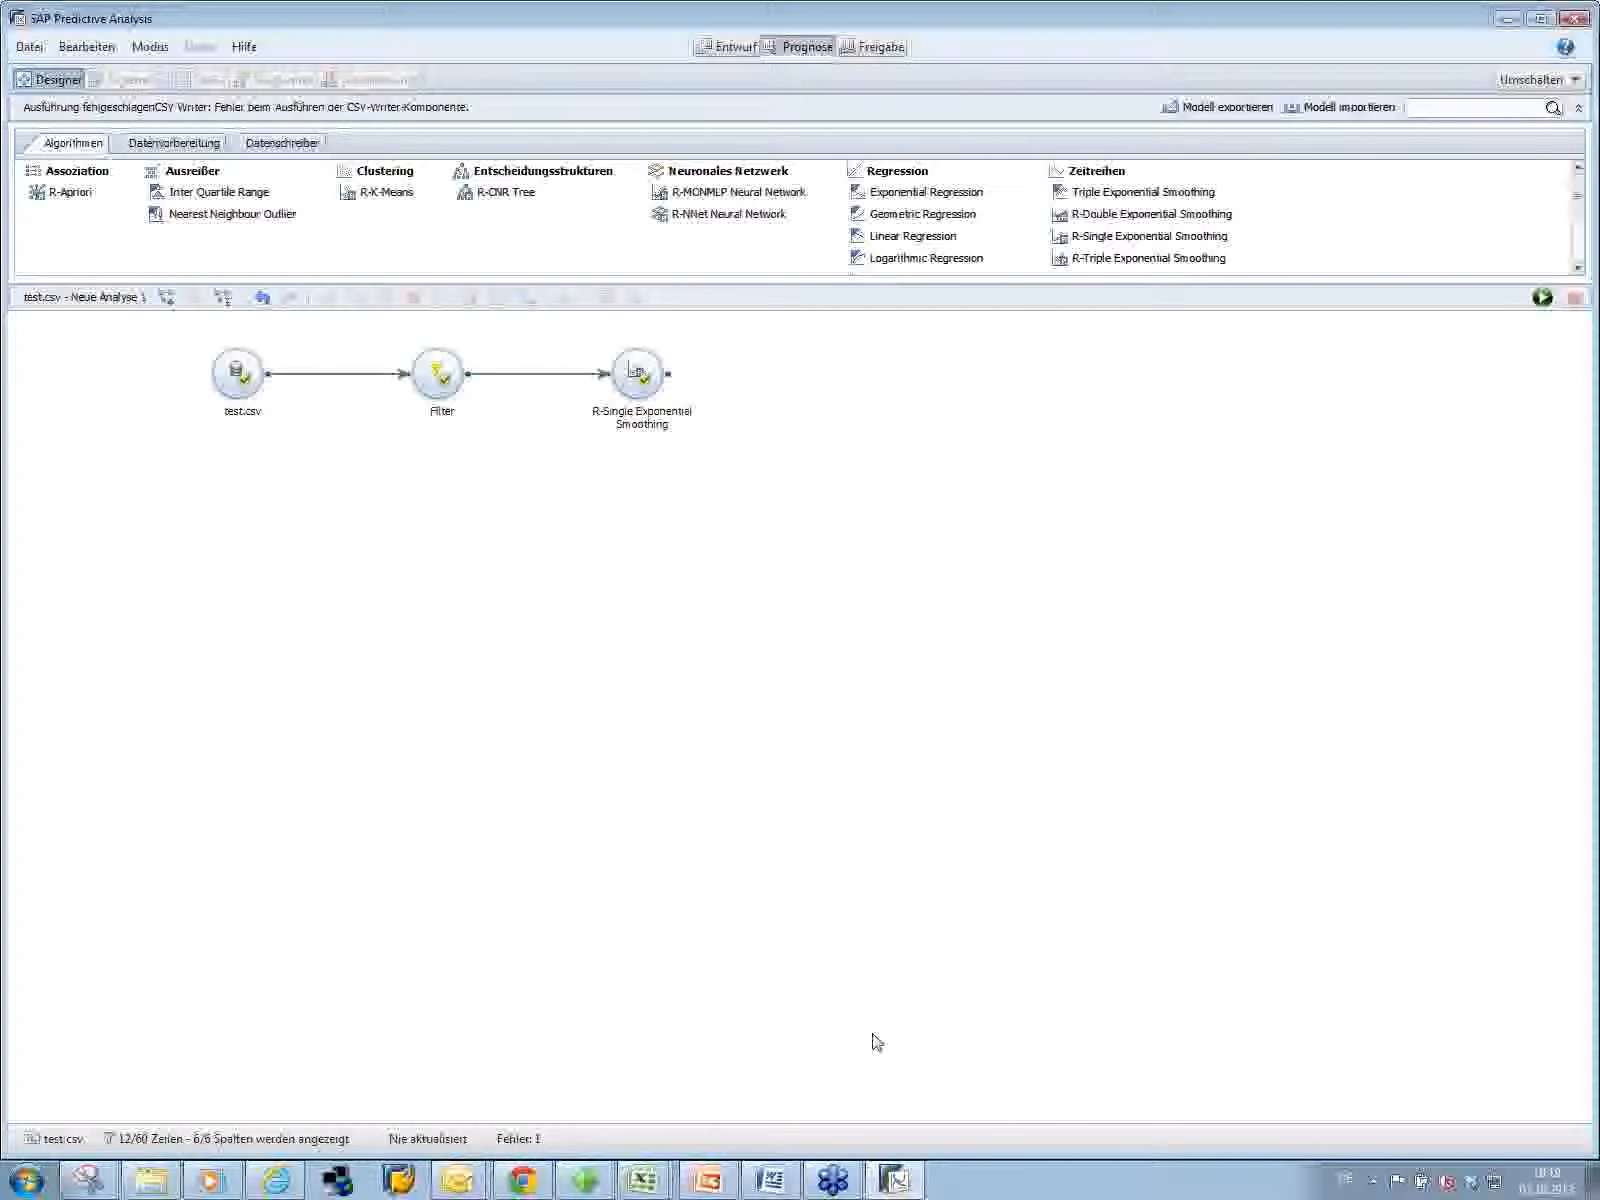 SAP Predictive Analysis
Datei Bearbeiten Modus Hilfe Entwurf Prognose Freigabe
Designer Umschalten
Ausführung fehlgeschlagenCSV Writer: Fehler beim Ausführen der CSV-Writer-Komponente. Modell exportieren Modell importieren
Algorithmen Datenvorbereitung Datenschreiber
Assoziation Ausreißer Clustering Entscheidungsstrukturen Neuronales Netzwerk Regression Zeitreihen
R-Apriori Inter Quartile Range R-K-Means R-CNR Tree R-MONMLP Neural Network Exponential Regression Triple Exponential Smoothing
Nearest Neighbour Outlier R-NNet Neural Network Geometric Regression R-Double Exponential Smoothing
Linear Regression R-Single Exponential Smoothing
Logarithmic Regression R-Triple Exponential Smoothing
test.csv - Neue Analyse
test.csv Filter R-Single Exponential
Smoothing
test.csv 12/60 Zeilen - 6/6 Spalten werden angezeigt Nie aktualisiert Fehler: 1